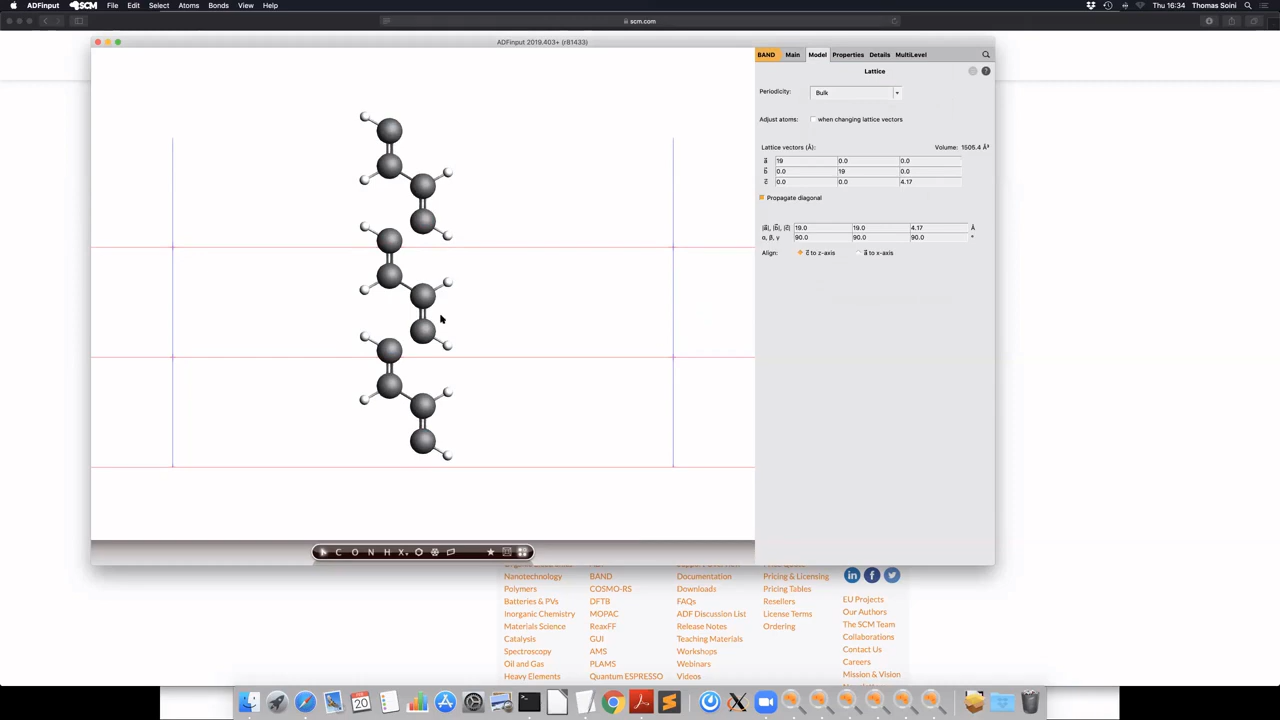 ADFinput SCM File Edit Select Atoms Bonds View Help
Thu 16:34 Thomas Soini
scm.com
ADFinput 2019.403+ (r81433)
BAND Main Model Properties Details MultiLevel
Lattice
Periodicity: Bulk
Adjust atoms: when changing lattice vectors
Lattice vectors (Å): Volume: 1505.4 Å³
a 19 0.0 0.0
b 0.0 19 0.0
c 0.0 0.0 4.17
Propagate diagonal
|a|, |b|, |c| 19.0 19.0 4.17 Å
α, β, γ 90.0 90.0 90.0 °
Align: c to z-axis a to x-axis
C O N H X
Nanotechnology BAND Documentation Pricing & Licensing
Polymers COSMO-RS Downloads Pricing Tables
Batteries & PVs DFTB FAQs Resellers
Inorganic Chemistry MOPAC ADF Discussion List License Terms
Materials Science ReaxFF Release Notes Ordering
Catalysis GUI Teaching Materials
Spectroscopy AMS Workshops
Oil and Gas PLAMS Webinars
Heavy Elements Quantum ESPRESSO Videos
EU Projects
Our Authors
The SCM Team
Collaborations
Contact Us
Careers
Mission & Vision
20